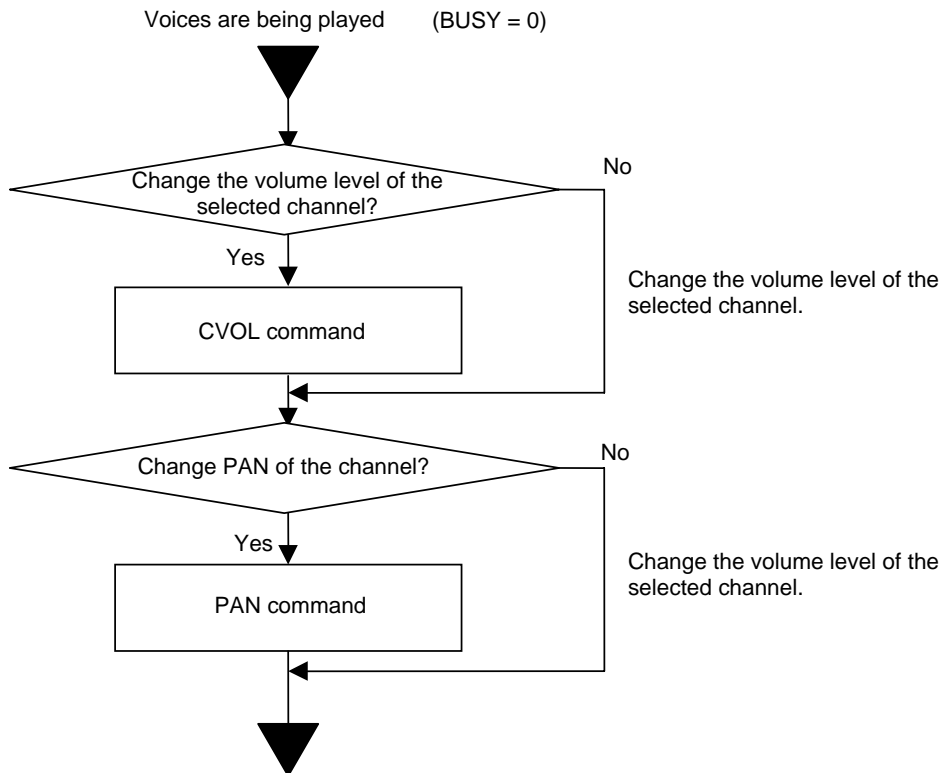 Voices are being played (BUSY = 0)
Change the volume level of the
selected channel?
No
Yes
Change the volume level of the
selected channel.
CVOL command
Change PAN of the channel?
No
Yes
Change the volume level of the
selected channel.
PAN command